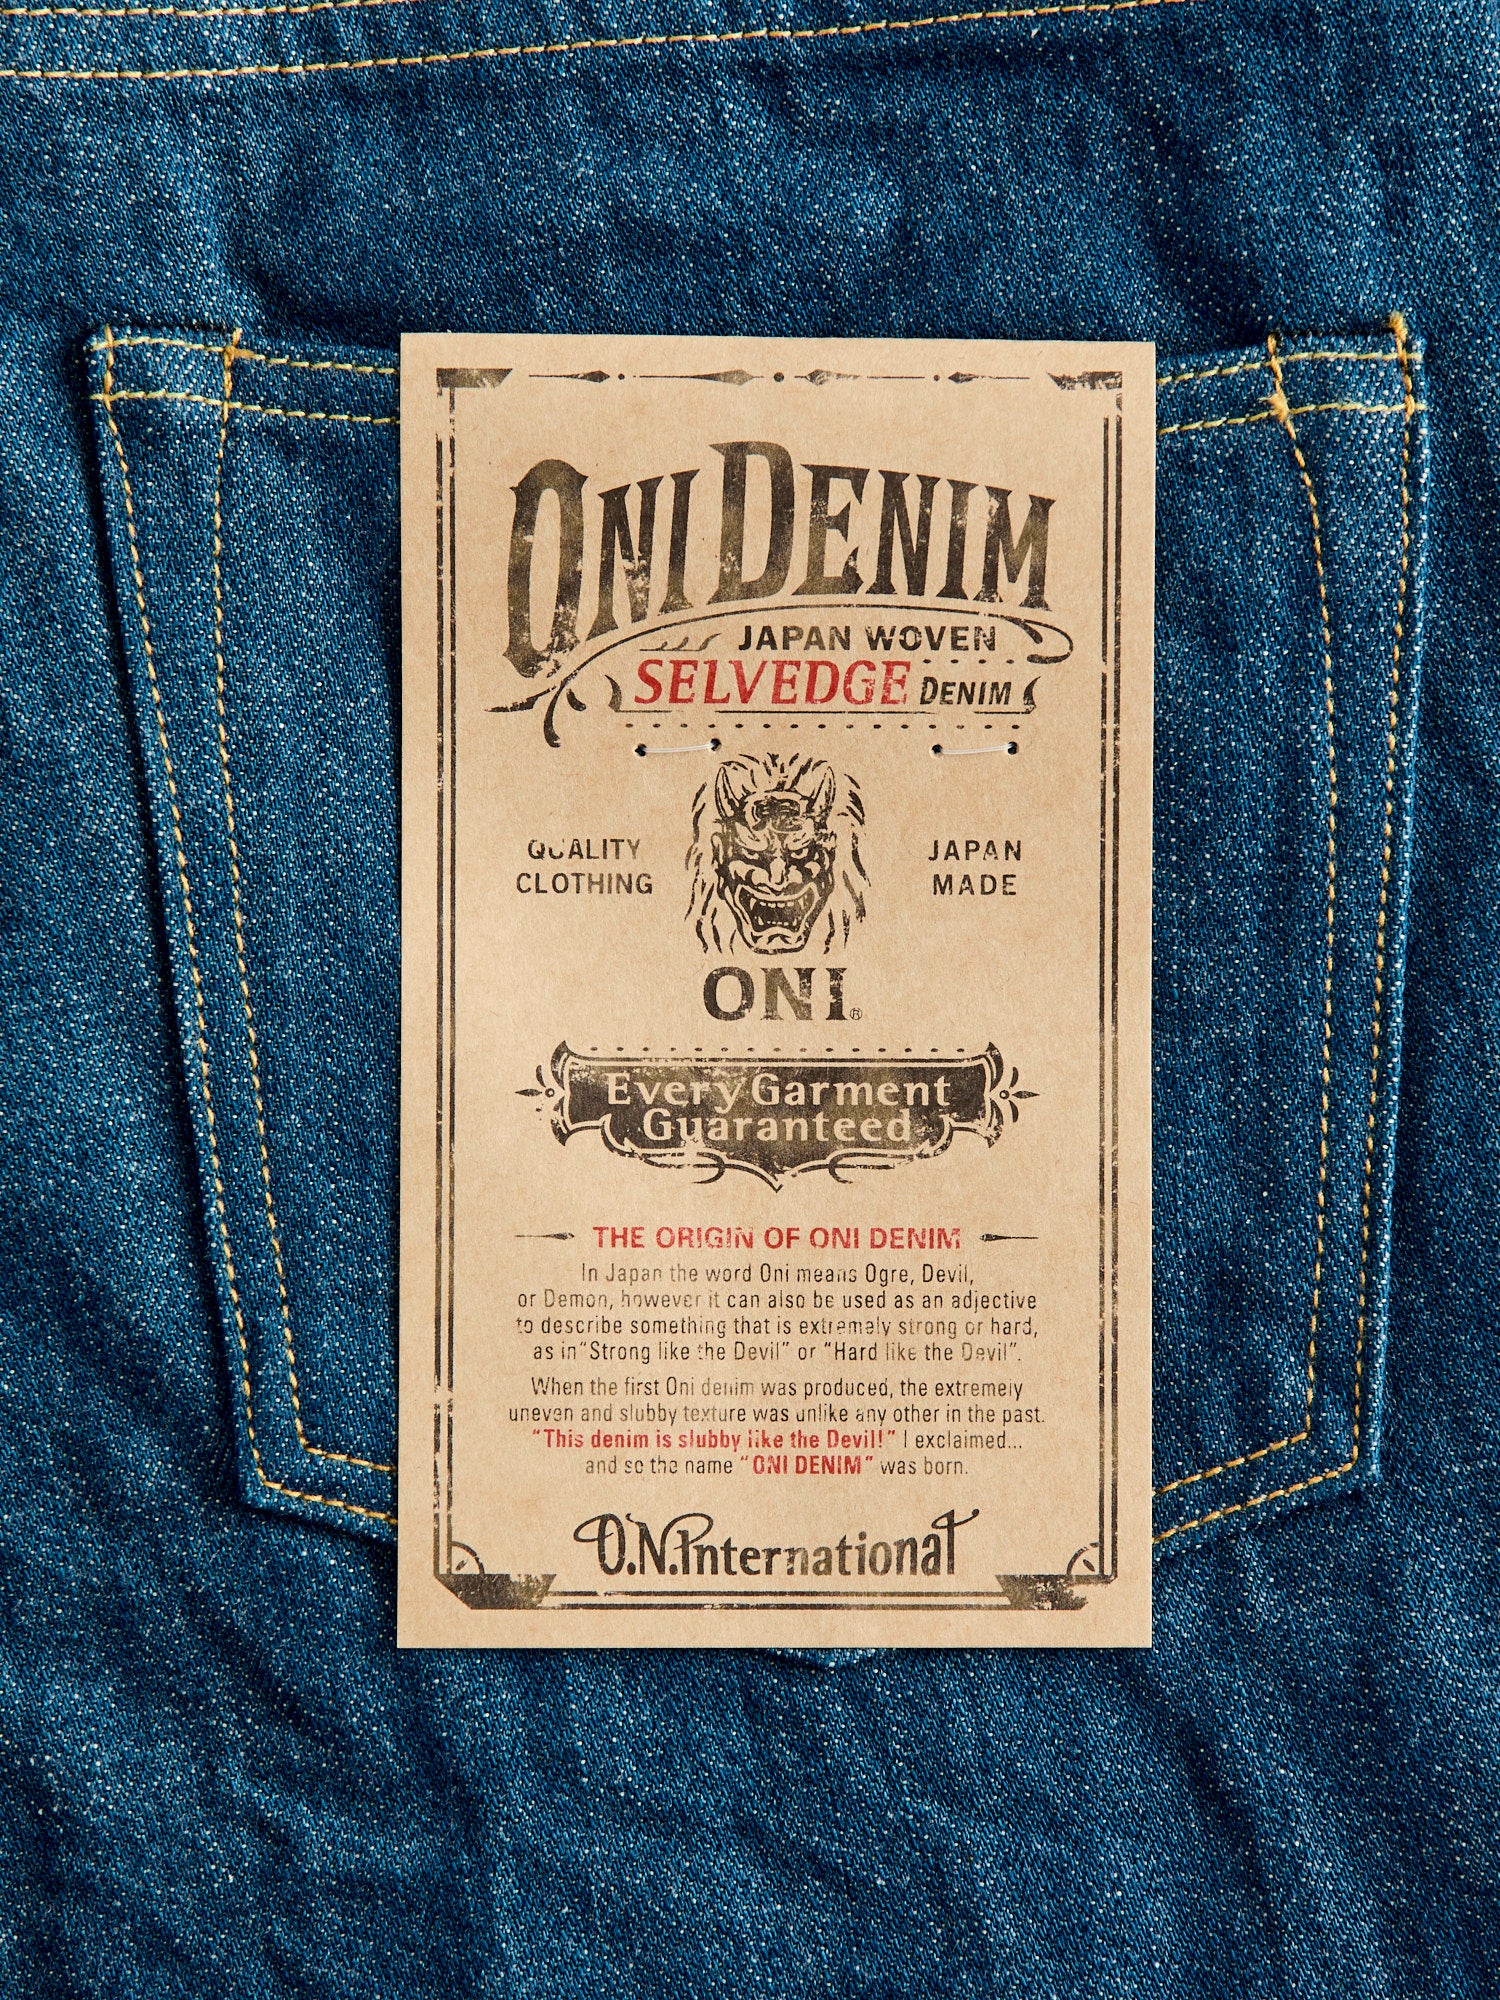 ONI DENIM
JAPAN WOVEN
SELVEDGE DENIM
QUALITY
CLOTHING
JAPAN
MADE
ONI®
Every Garment
Guaranteed
THE ORIGIN OF ONI DENIM
In Japan the word Oni means Ogre, Devil,
or Demon, however it can also be used as an adjective
to describe something that is extremely strong or hard,
as in "Strong like the Devil" or "Hard like the Devil".
When the first Oni denim was produced, the extremely
uneven and slubby texture was unlike any other in the past.
"This denim is slubby like the Devil!" I exclaimed...
and so the name "ONI DENIM" was born.
O.N.International